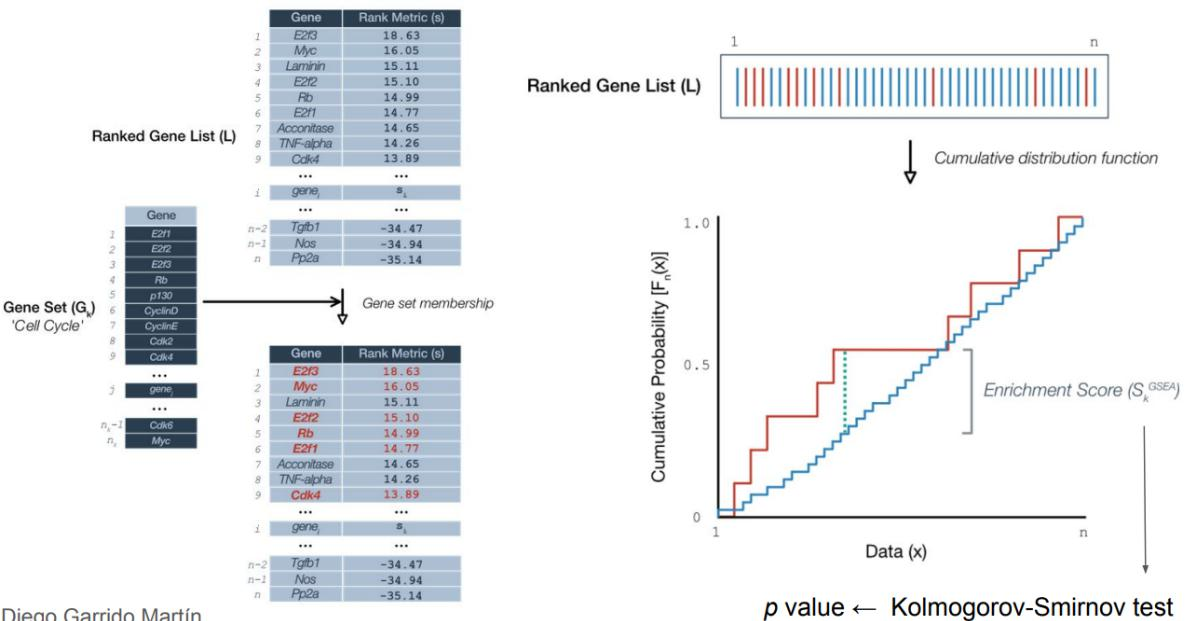 Gene Rank Metric (s)
1 E2f3 18.63
2 Myc 16.05
3 Laminin 15.11
4 E2f2 15.10
5 Rb 14.99
6 E2f1 14.77
7 Acconitase 14.65
8 TNF-alpha 14.26
9 Cdk4 13.89
... ...
i gene_i s_i
... ...
n-2 Tgfb1 -34.47
n-1 Nos -34.94
n Pp2a -35.14
Ranked Gene List (L)
Gene
1 E2f1
2 E2f2
3 E2f3
4 Rb
5 p130
6 CyclinD
7 CyclinE
8 Cdk2
9 Cdk4
...
j gene_j
...
n_k-1 Cdk6
n_k Myc
Gene Set (G_k)
'Cell Cycle'
Gene set membership
Gene Rank Metric (s)
1 E2f3 18.63
2 Myc 16.05
3 Laminin 15.11
4 E2f2 15.10
5 Rb 14.99
6 E2f1 14.77
7 Acconitase 14.65
8 TNF-alpha 14.26
9 Cdk4 13.89
... ...
i gene_i s_i
... ...
n-2 Tgfb1 -34.47
n-1 Nos -34.94
n Pp2a -35.14
Diego Garrido Martín
1 n
Ranked Gene List (L)
Cumulative distribution function
Cumulative Probability [F_n(x)]
1.0
0.5
0
1 n
Data (x)
Enrichment Score (S_k^GSEA)
p value ← Kolmogorov-Smirnov test